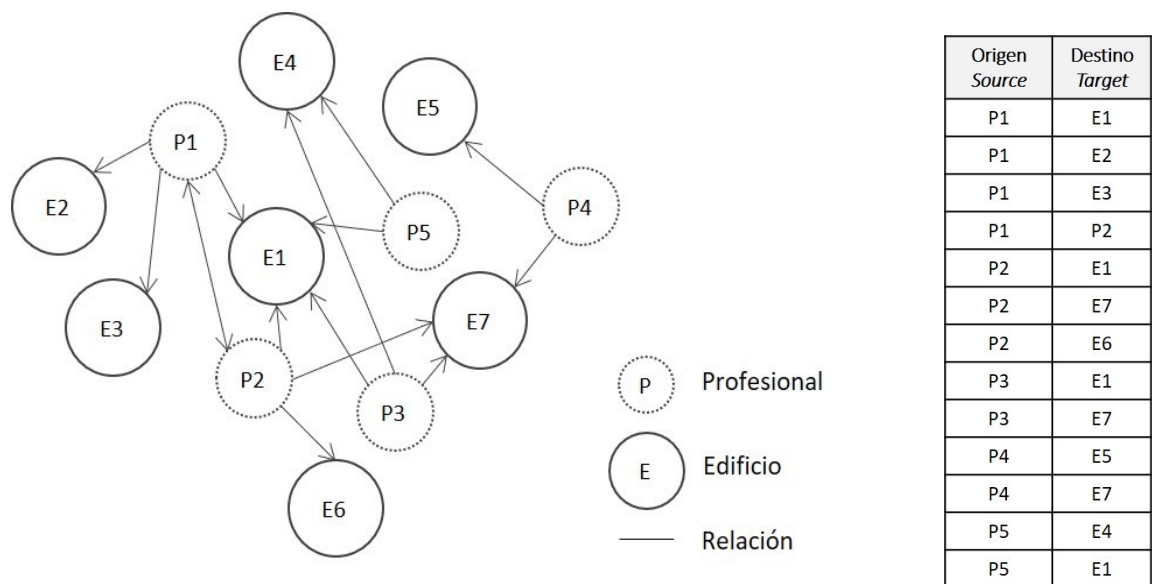 E4
E5
P1
E2
P5
P4
E1
E3
E7
P2
P3
E6
P Profesional
E Edificio
Relación
Origen Destino
Source Target
P1 E1
P1 E2
P1 E3
P1 P2
P2 E1
P2 E7
P2 E6
P3 E1
P3 E7
P4 E5
P4 E7
P5 E4
P5 E1